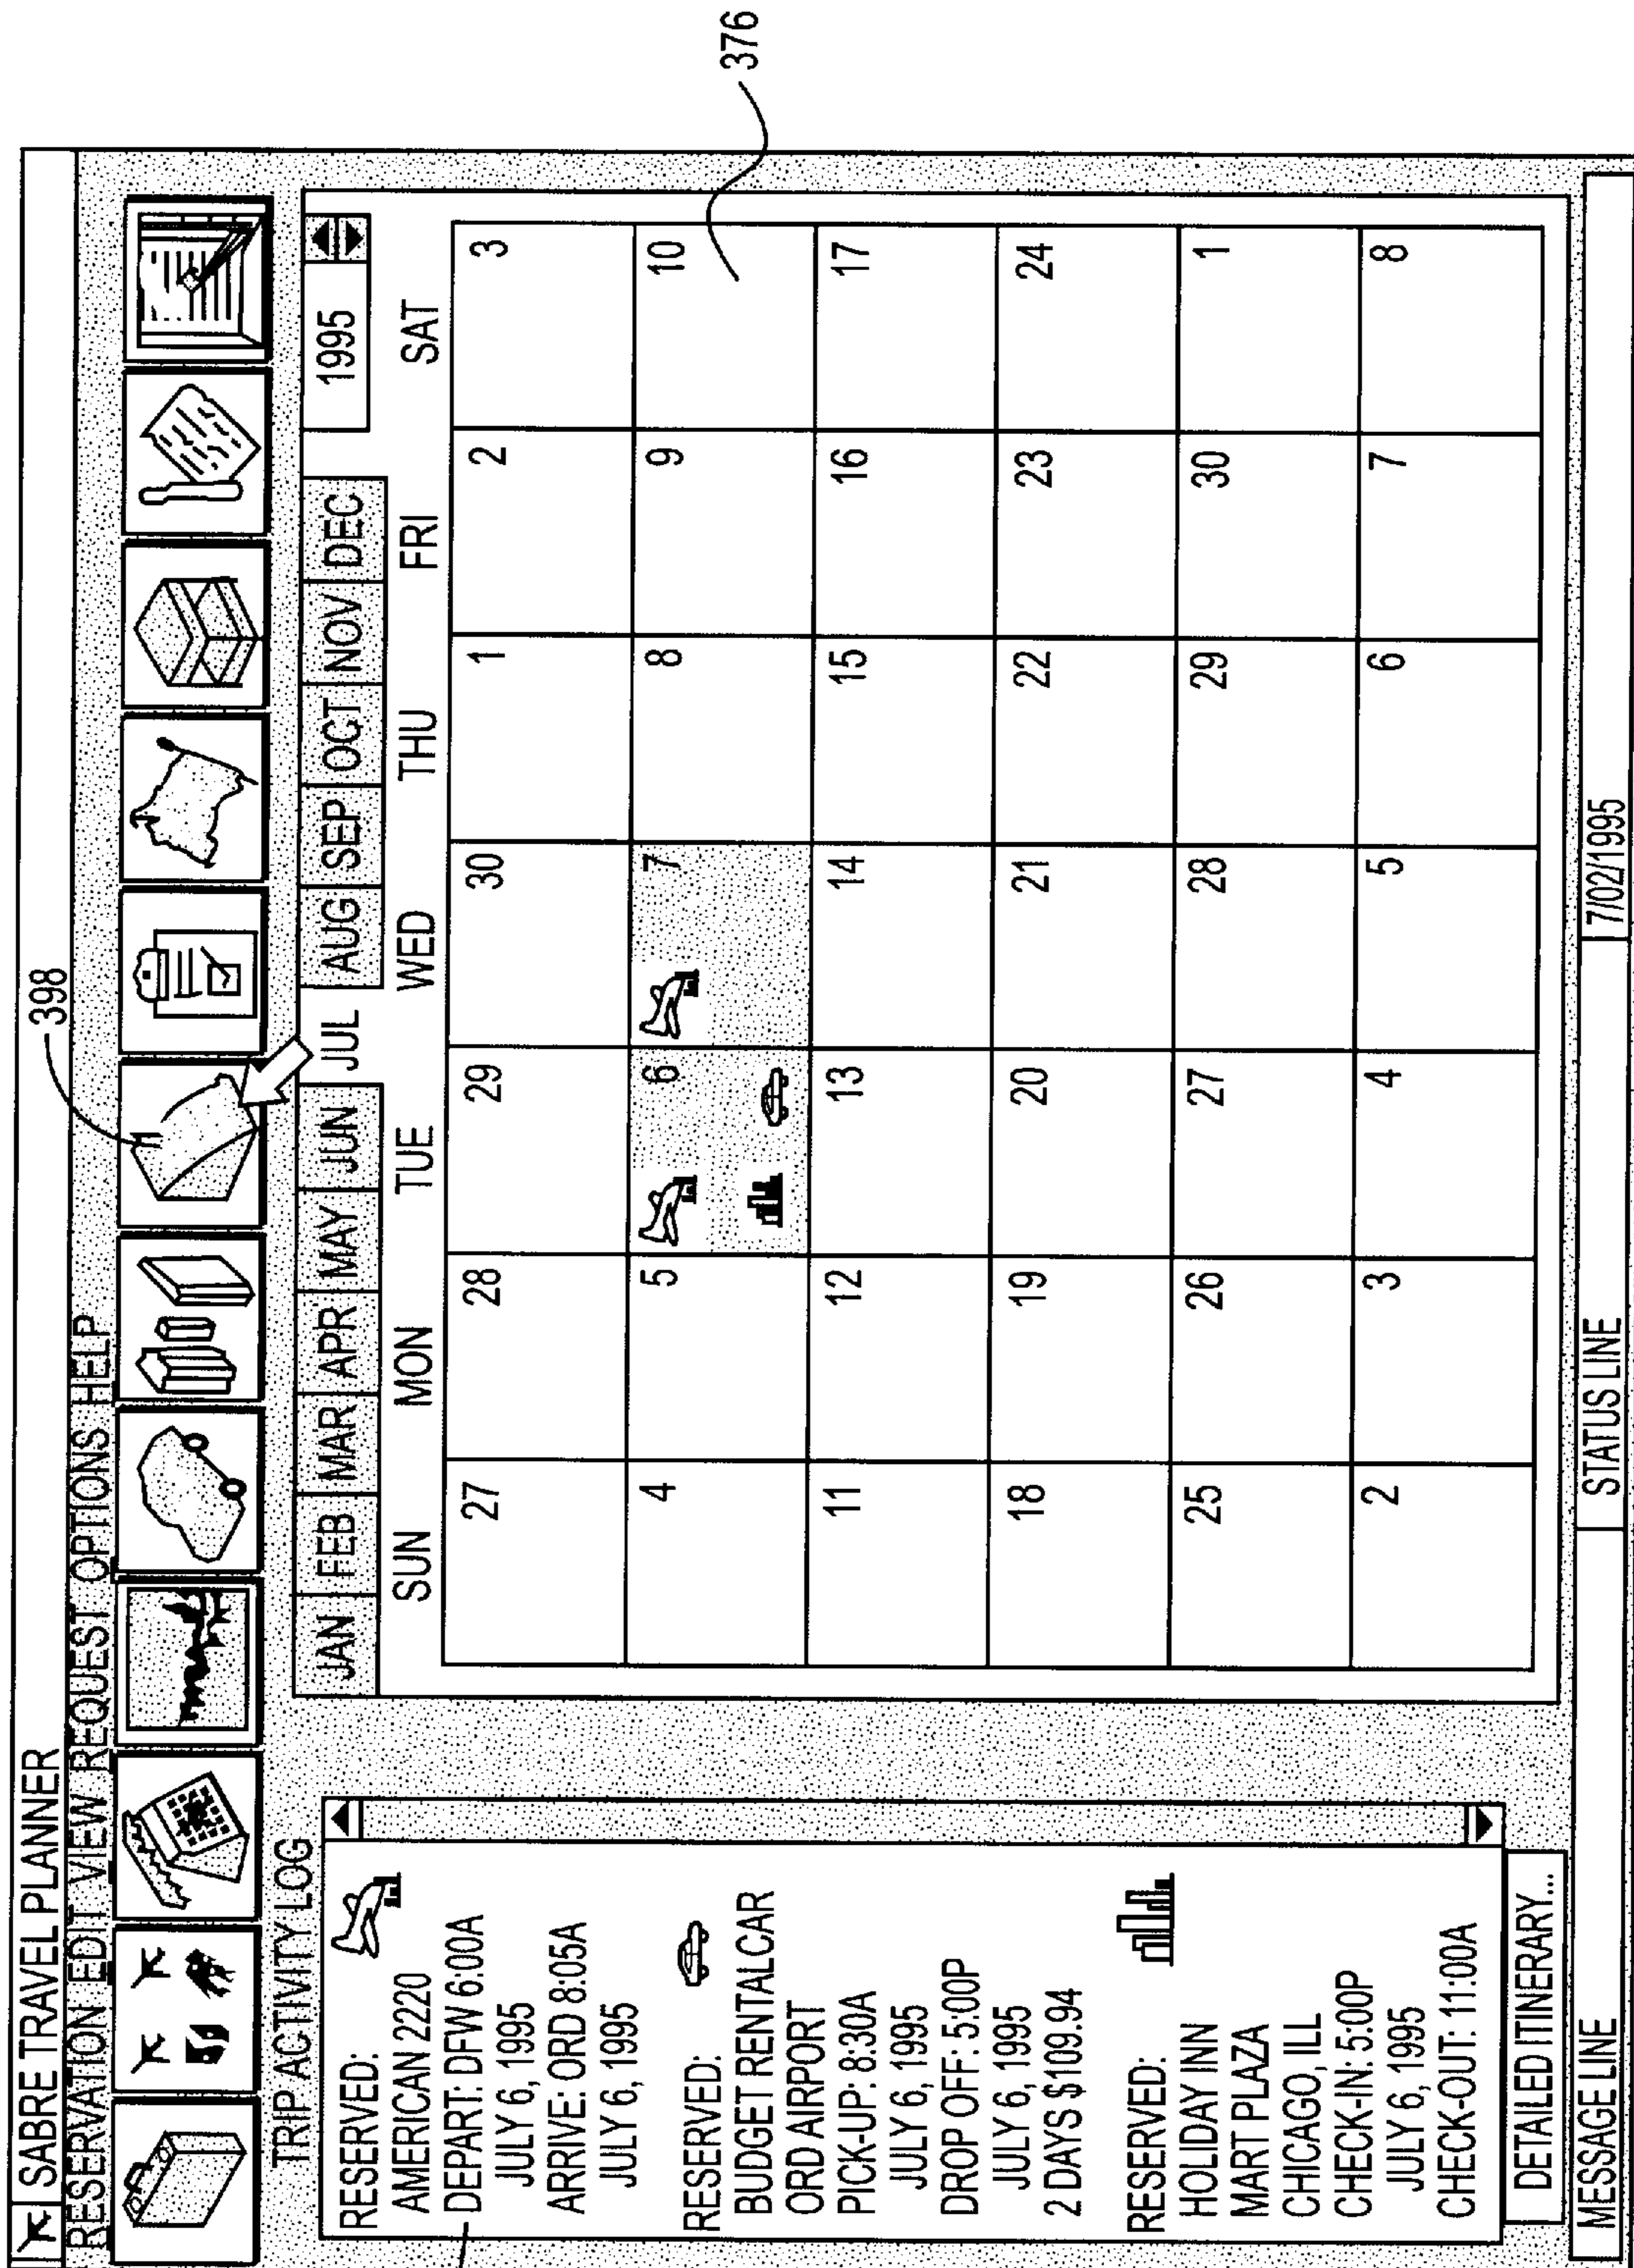 SABRE TRAVEL PLANNER
RESERVATION EDIT VIEW REQUEST OPTIONS HELP
398
TRIP ACTIVITY LOG
RESERVED:
AMERICAN 2220
DEPART: DFW 6:00A
JULY 6, 1995
ARRIVE: ORD 8:05A
JULY 6, 1995
RESERVED:
BUDGET RENTALCAR
ORD AIRPORT
PICK-UP: 8:30A
JULY 6, 1995
DROP OFF: 5:00P
JULY 6, 1995
2 DAYS $109.94
RESERVED:
HOLIDAY INN
MART PLAZA
CHICAGO, ILL
CHECK-IN: 5:00P
JULY 6, 1995
CHECK-OUT: 11:00A
DETAILED ITINERARY...
JAN FEB MAR APR MAY JUN JUL AUG SEP OCT NOV DEC 1995
SUN MON TUE WED THU FRI SAT
27 28 29 30 1 2 3
4 5 6 7 8 9 10
11 12 13 14 15 16 17
18 19 20 21 22 23 24
25 26 27 28 29 30 1
2 3 4 5 6 7 8
376
MESSAGE LINE STATUS LINE 7/02/1995